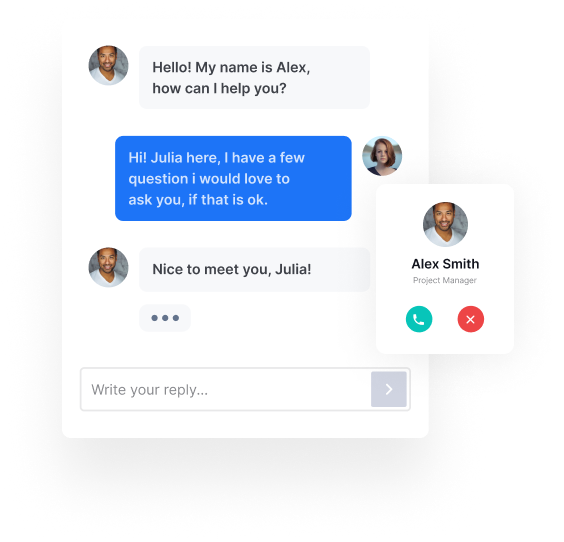 Hello! My name is Alex,
how can I help you?
Hi! Julia here, I have a few
question i would love to
ask you, if that is ok.
Nice to meet you, Julia!
Alex Smith
Project Manager
Write your reply...